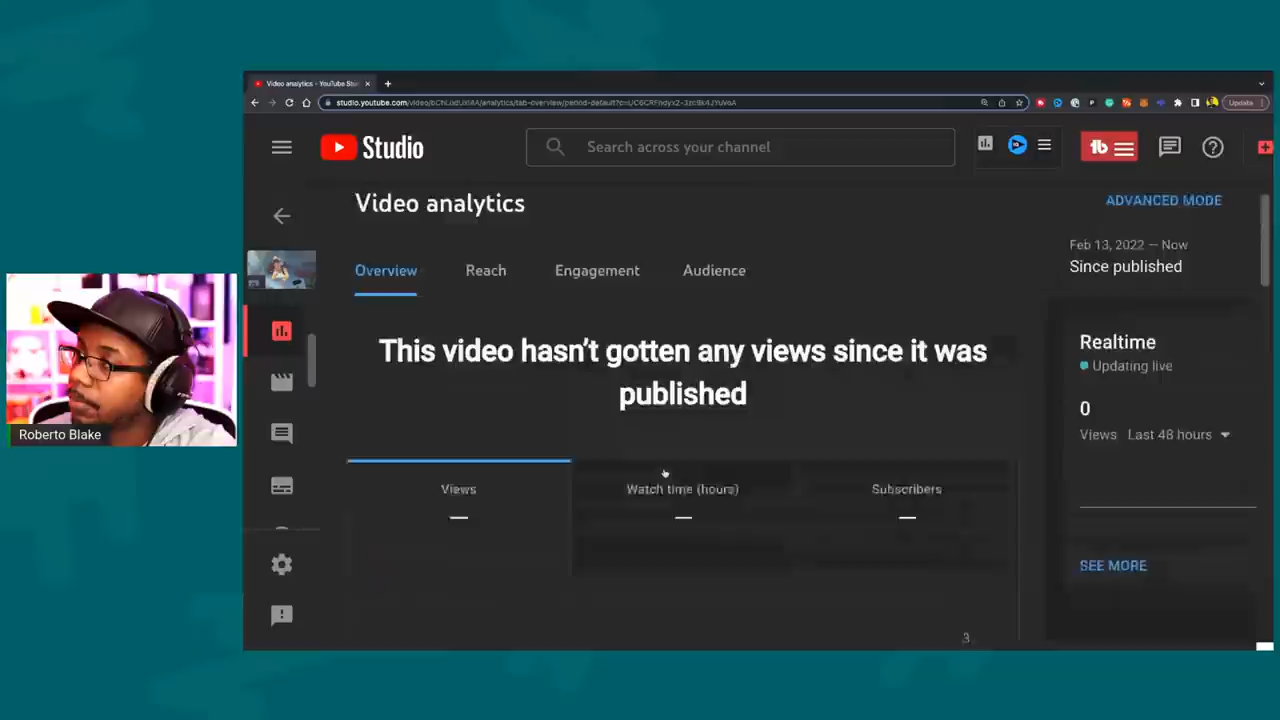 Video analytics - YouTube Stu
Update
Studio
Search across your channel
Video analytics
ADVANCED MODE
Feb 13, 2022 – Now
Since published
Overview
Reach
Engagement
Audience
This video hasn't gotten any views since it was
published
Realtime
Updating live
0
Views Last 48 hours
Views
Watch time (hours)
Subscribers
—
—
—
SEE MORE
3
Roberto Blake